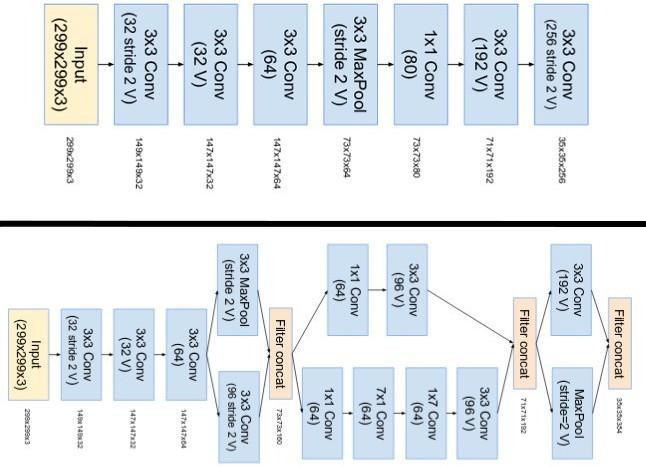 Input
(299x299x3)
299x299x3
3x3 Conv
(32 stride 2 V)
149x149x32
3x3 Conv
(32 V)
147x147x32
3x3 Conv
(64)
147x147x64
3x3 MaxPool
(stride 2 V)
73x73x64
1x1 Conv
(80)
73x73x80
3x3 Conv
(192 V)
71x71x192
3x3 Conv
(256 stride 2 V)
35x35x256
Input
(299x299x3)
299x299x3
3x3 Conv
(32 stride 2 V)
149x149x32
3x3 Conv
(32 V)
147x147x32
3x3 Conv
(64)
147x147x64
3x3 MaxPool
(stride 2 V)
3x3 Conv
(96 stride 2 V)
Filter concat
73x73x160
1x1 Conv
(64)
3x3 Conv
(96 V)
1x1 Conv
(64)
7x1 Conv
(64)
1x7 Conv
(64)
3x3 Conv
(96 V)
Filter concat
71x71x192
3x3 Conv
(192 V)
MaxPool
(stride=2 V)
Filter concat
35x35x384